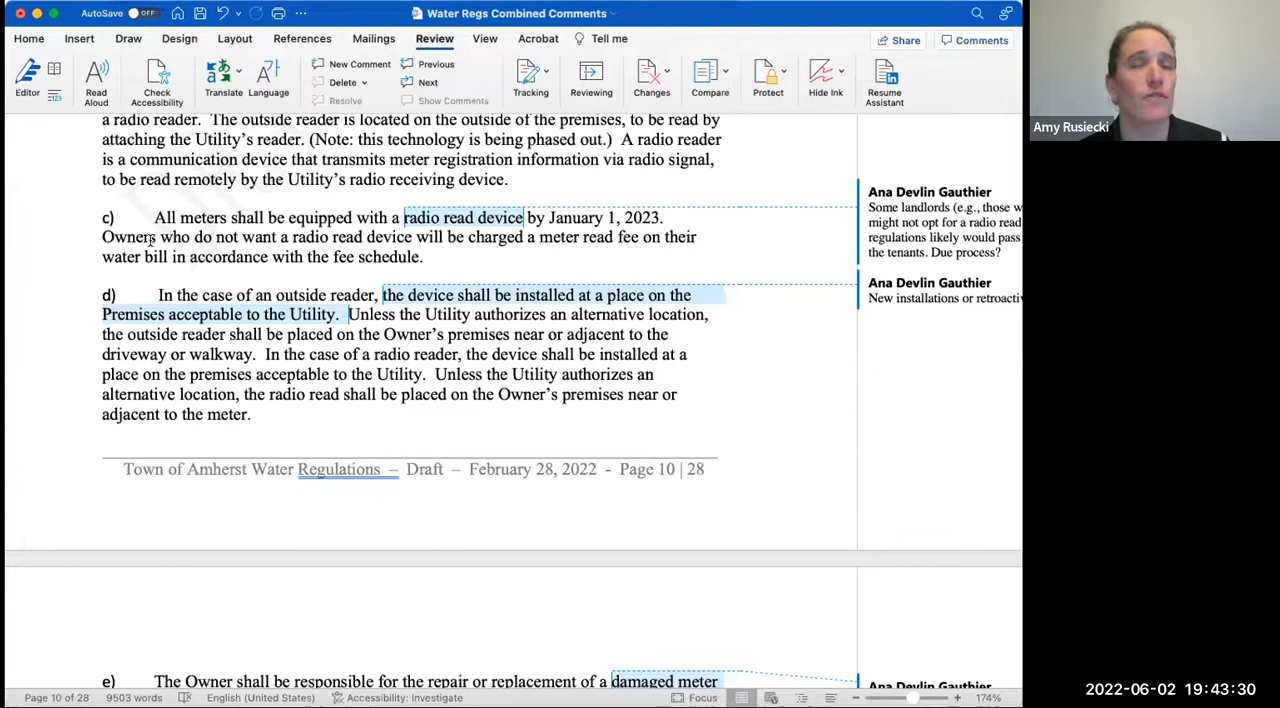 AutoSave OFF
Water Regs Combined Comments
Home Insert Draw Design Layout References Mailings Review View Acrobat Tell me
Share Comments
Editor
Read Aloud
Check Accessibility
Translate
Language
New Comment
Delete
Resolve
Previous
Next
Show Comments
Tracking
Reviewing
Changes
Compare
Protect
Hide Ink
Resume Assistant
a radio reader. The outside reader is located on the outside of the premises, to be read by
attaching the Utility's reader. (Note: this technology is being phased out.) A radio reader
is a communication device that transmits meter registration information via radio signal,
to be read remotely by the Utility's radio receiving device.
c) All meters shall be equipped with a radio read device by January 1, 2023.
Owners who do not want a radio read device will be charged a meter read fee on their
water bill in accordance with the fee schedule.
d) In the case of an outside reader, the device shall be installed at a place on the
Premises acceptable to the Utility. Unless the Utility authorizes an alternative location,
the outside reader shall be placed on the Owner's premises near or adjacent to the
driveway or walkway. In the case of a radio reader, the device shall be installed at a
place on the premises acceptable to the Utility. Unless the Utility authorizes an
alternative location, the radio read shall be placed on the Owner's premises near or
adjacent to the meter.
Town of Amherst Water Regulations – Draft – February 28, 2022 - Page 10 | 28
e) The Owner shall be responsible for the repair or replacement of a damaged meter
Ana Devlin Gauthier
Some landlords (e.g., those w
might not opt for a radio read
regulations likely would pass
the tenants. Due process?
Ana Devlin Gauthier
New installations or retroacti
Ana Devlin Gauthier
Page 10 of 28 9503 words English (United States) Accessibility: Investigate Focus 174%
Amy Rusiecki
2022-06-02 19:43:30